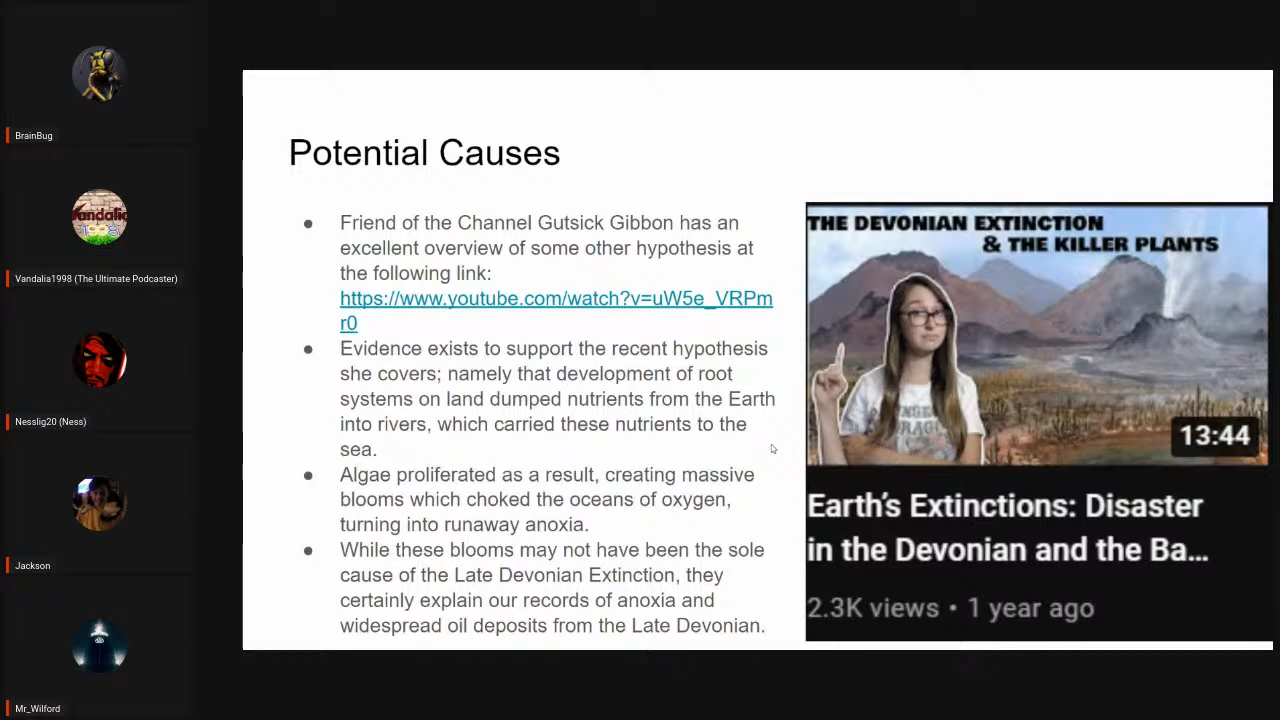 BrainBug
Vandalia
1998
Vandalia1998 (The Ultimate Podcaster)
Nesslig20 (Ness)
Jackson
Mr_Wilford
Potential Causes
● Friend of the Channel Gutsick Gibbon has an
excellent overview of some other hypothesis at
the following link:
https://www.youtube.com/watch?v=uW5e_VRPm
r0
● Evidence exists to support the recent hypothesis
she covers; namely that development of root
systems on land dumped nutrients from the Earth
into rivers, which carried these nutrients to the
sea.
● Algae proliferated as a result, creating massive
blooms which choked the oceans of oxygen,
turning into runaway anoxia.
● While these blooms may not have been the sole
cause of the Late Devonian Extinction, they
certainly explain our records of anoxia and
widespread oil deposits from the Late Devonian.
THE DEVONIAN EXTINCTION
& THE KILLER PLANTS
13:44
Earth's Extinctions: Disaster
in the Devonian and the Ba...
2.3K views • 1 year ago